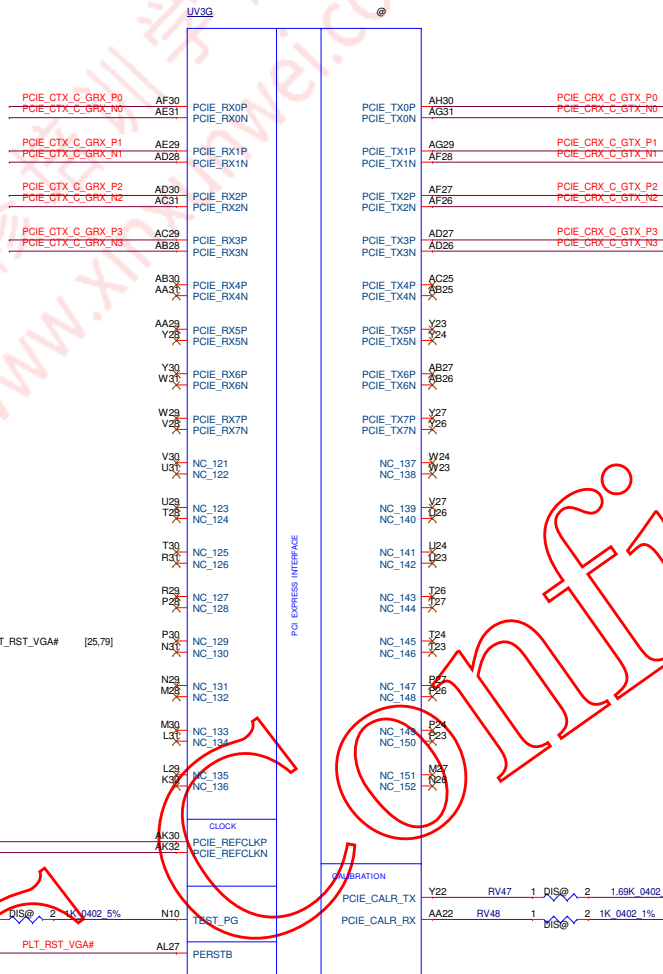 UV3G @
PCIE_CTX_C_GRX_P0 AF30 PCIE_RX0P PCIE_TX0P AH30 PCIE_CRX_C_GTX_P0
PCIE_CTX_C_GRX_N0 AE31 PCIE_RX0N PCIE_TX0N AG31 PCIE_CRX_C_GTX_N0
PCIE_CTX_C_GRX_P1 AE29 PCIE_RX1P PCIE_TX1P AG29 PCIE_CRX_C_GTX_P1
PCIE_CTX_C_GRX_N1 AD28 PCIE_RX1N PCIE_TX1N AF28 PCIE_CRX_C_GTX_N1
PCIE_CTX_C_GRX_P2 AD30 PCIE_RX2P PCIE_TX2P AF27 PCIE_CRX_C_GTX_P2
PCIE_CTX_C_GRX_N2 AC31 PCIE_RX2N PCIE_TX2N AF26 PCIE_CRX_C_GTX_N2
PCIE_CTX_C_GRX_P3 AC29 PCIE_RX3P PCIE_TX3P AD27 PCIE_CRX_C_GTX_P3
PCIE_CTX_C_GRX_N3 AB28 PCIE_RX3N PCIE_TX3N AD26 PCIE_CRX_C_GTX_N3
AB30 PCIE_RX4P PCIE_TX4P AC25
AA31 PCIE_RX4N PCIE_TX4N AB25
AA29 PCIE_RX5P PCIE_TX5P Y23
Y28 PCIE_RX5N PCIE_TX5N Y24
Y30 PCIE_RX6P PCIE_TX6P AB27
W31 PCIE_RX6N PCIE_TX6N AB26
W29 PCIE_RX7P PCIE_TX7P Y27
V28 PCIE_RX7N PCIE_TX7N Y26
V30 NC_121 NC_137 W24
U31 NC_122 NC_138 W23
U29 NC_123 NC_139 V27
T28 NC_124 NC_140 U26
PCI EXPRESS INTERFACE
T30 NC_125 NC_141 U24
R31 NC_126 NC_142 U23
R29 NC_127 NC_143 T26
P28 NC_128 NC_144 T27
T_RST_VGA# [25,79] P30 NC_129 NC_145 T24
N31 NC_130 NC_146 T23
N29 NC_131 NC_147 P27
M28 NC_132 NC_148 P26
M30 NC_133 NC_149 P24
L31 NC_134 NC_150 P23
L29 NC_135 NC_151 M27
K30 NC_136 NC_152 N26
CLOCK
AK30 PCIE_REFCLKP
AK32 PCIE_REFCLKN
CALIBRATION
PCIE_CALR_TX Y22 RV47 1 DIS@ 2 1.69K_0402
DIS@ 2 1K_0402_5% N10 TEST_PG PCIE_CALR_RX AA22 RV48 1 DIS@ 2 1K_0402_1%
PLT_RST_VGA# AL27 PERSTB